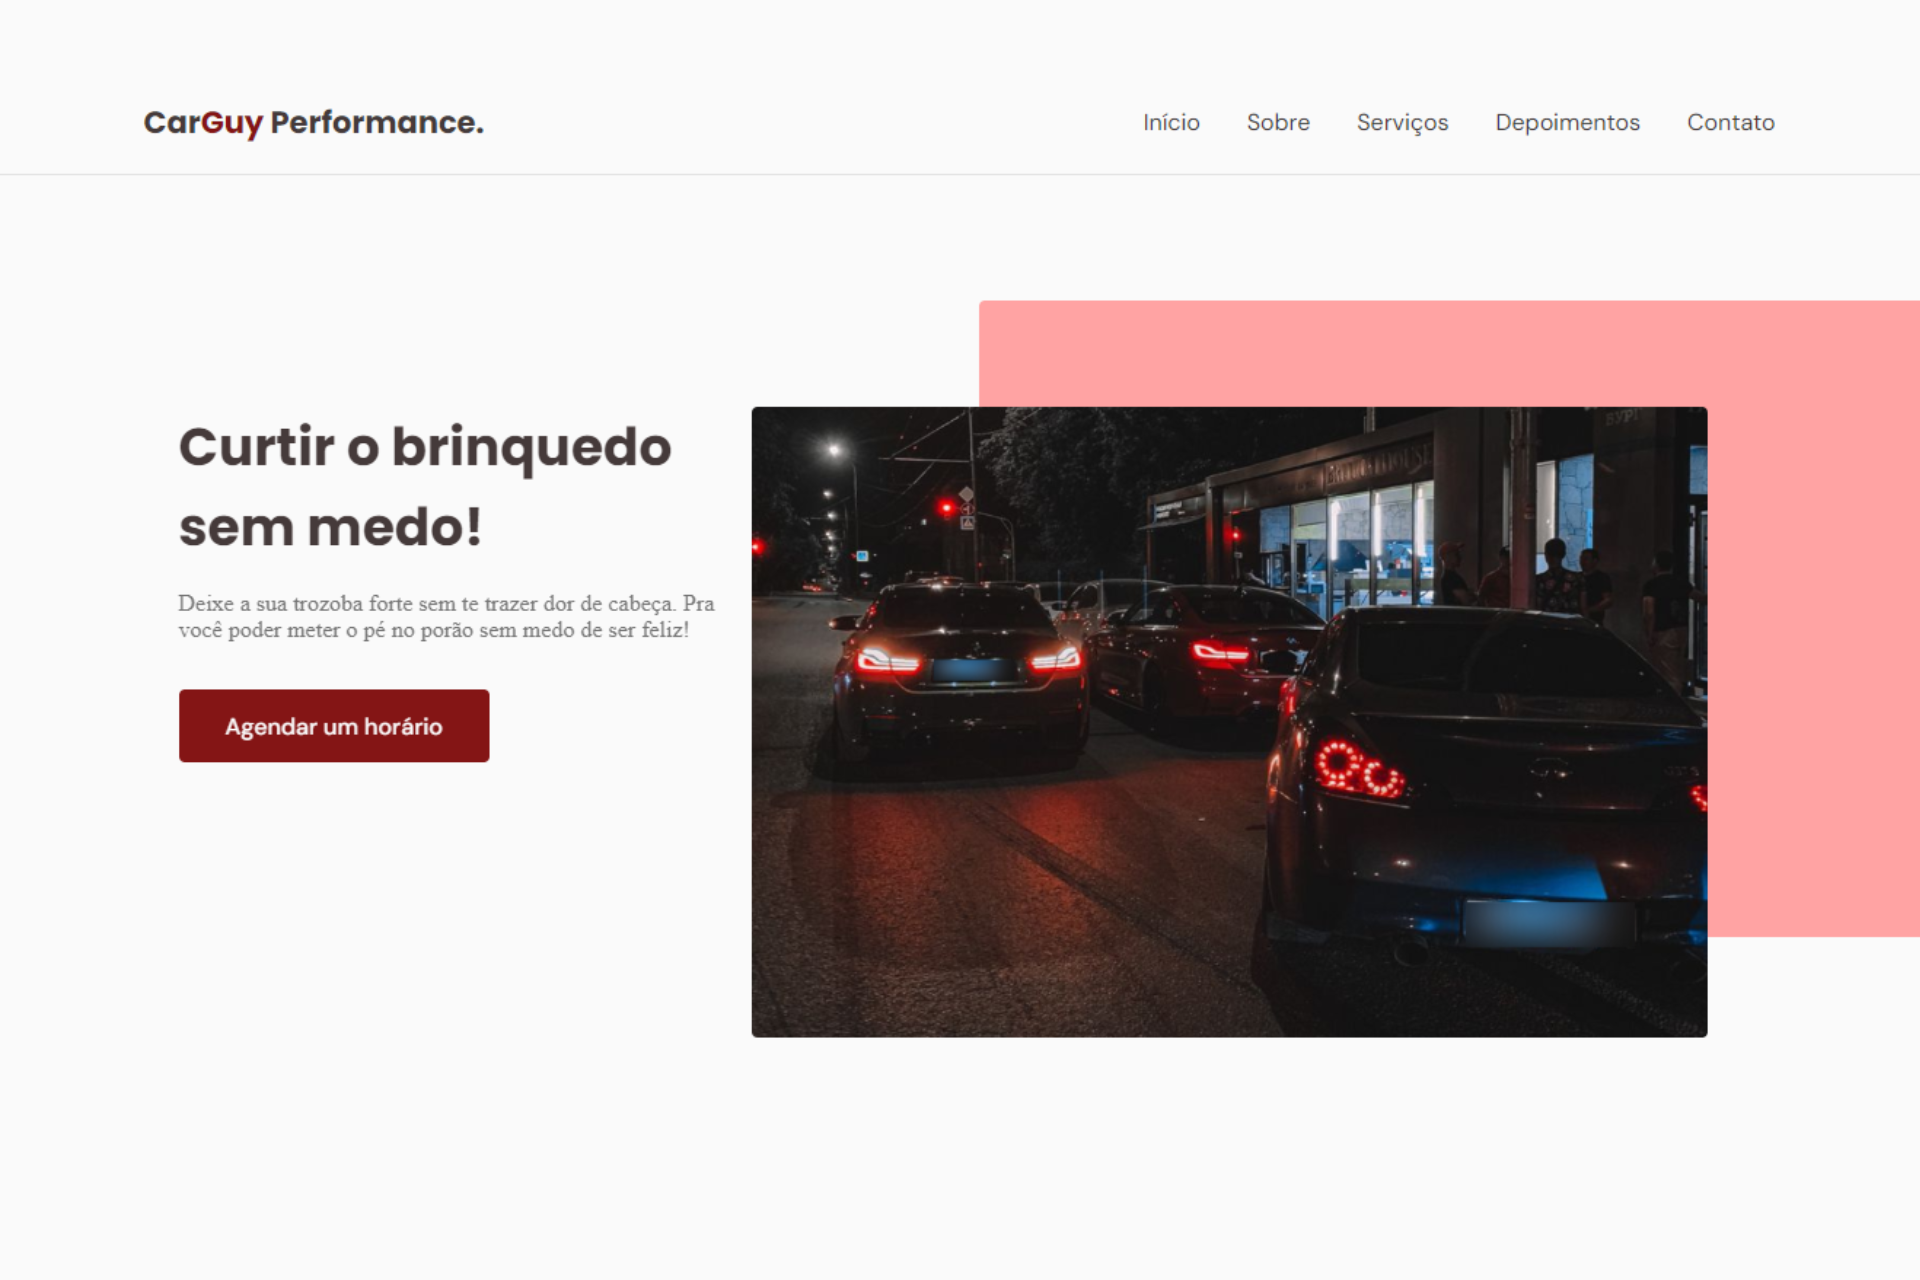 CarGuy Performance.
Início Sobre Serviços Depoimentos Contato
Curtir o brinquedo
sem medo!
Deixe a sua trozoba forte sem te trazer dor de cabeça. Pra
você poder meter o pé no porão sem medo de ser feliz!
Agendar um horário